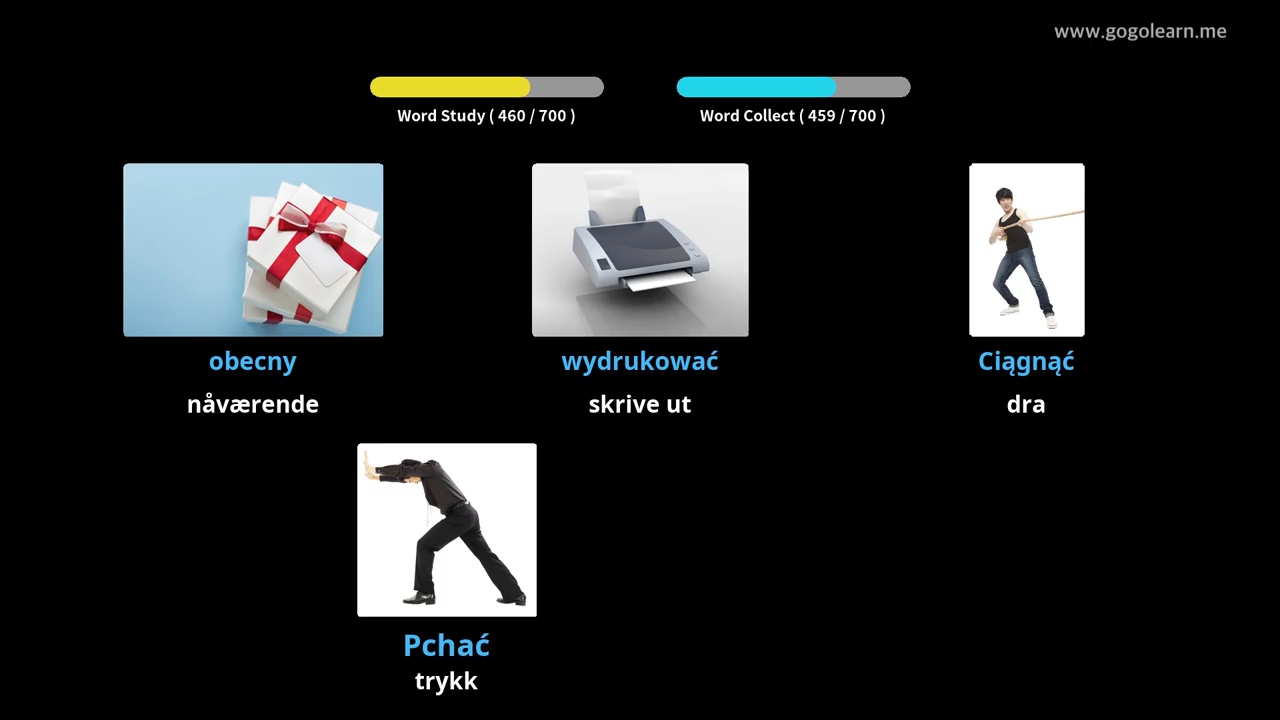 www.gogolearn.me
Word Study ( 460 / 700 )
Word Collect ( 459 / 700 )
obecny
nåværende
wydrukować
skrive ut
Ciągnąć
dra
Pchać
trykk